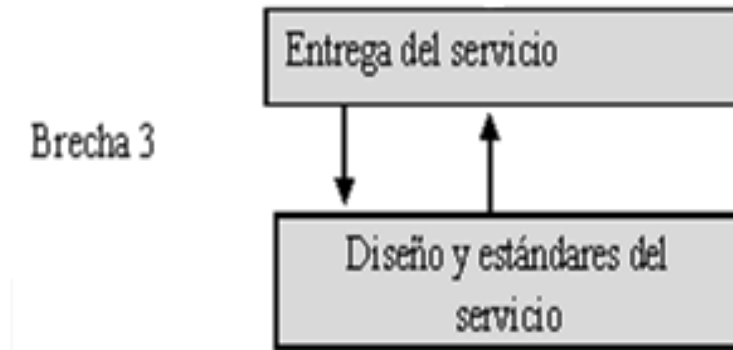 Entrega del servicio
Brecha 3
Diseño y estándares del
servicio